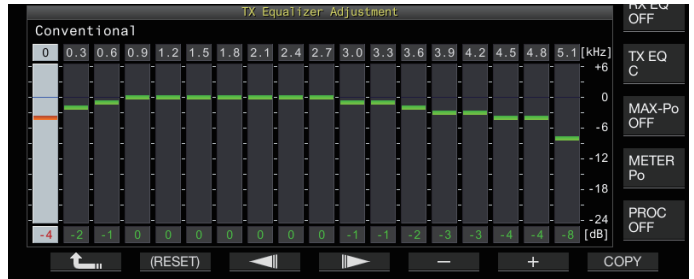 TX Equalizer Adjustment
Conventional
0 0.3 0.6 0.9 1.2 1.5 1.8 2.1 2.4 2.7 3.0 3.3 3.6 3.9 4.2 4.5 4.8 5.1 [kHz]
+6
0
-6
-12
-18
-24
-4 -2 -1 0 0 0 0 0 0 0 -1 -1 -2 -3 -3 -4 -4 -8 [dB]
(RESET) − + COPY
RX EQ
OFF
TX EQ
C
MAX-Po
OFF
METER
Po
PROC
OFF